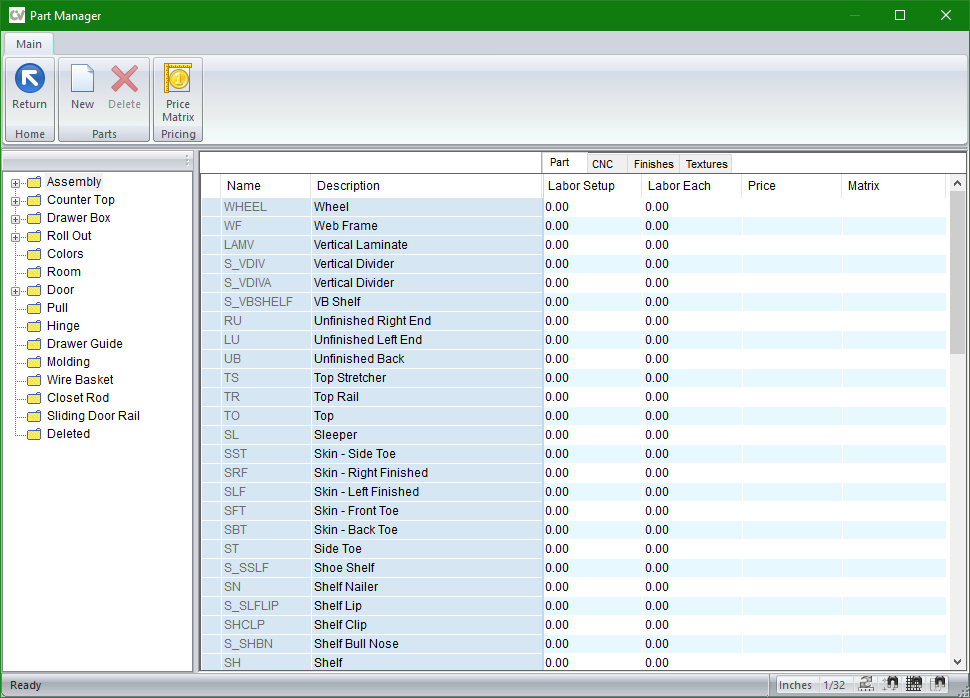 CV Part Manager
Main
Return
New
Delete
Price
Matrix
Home
Parts
Pricing
Assembly
Counter Top
Drawer Box
Roll Out
Colors
Room
Door
Pull
Hinge
Drawer Guide
Molding
Wire Basket
Closet Rod
Sliding Door Rail
Deleted
Part CNC Finishes Textures
Name Description Labor Setup Labor Each Price Matrix
WHEEL Wheel 0.00 0.00
WF Web Frame 0.00 0.00
LAMV Vertical Laminate 0.00 0.00
S_VDIV Vertical Divider 0.00 0.00
S_VDIVA Vertical Divider 0.00 0.00
S_VBSHELF VB Shelf 0.00 0.00
RU Unfinished Right End 0.00 0.00
LU Unfinished Left End 0.00 0.00
UB Unfinished Back 0.00 0.00
TS Top Stretcher 0.00 0.00
TR Top Rail 0.00 0.00
TO Top 0.00 0.00
SL Sleeper 0.00 0.00
SST Skin - Side Toe 0.00 0.00
SRF Skin - Right Finished 0.00 0.00
SLF Skin - Left Finished 0.00 0.00
SFT Skin - Front Toe 0.00 0.00
SBT Skin - Back Toe 0.00 0.00
ST Side Toe 0.00 0.00
S_SSLF Shoe Shelf 0.00 0.00
SN Shelf Nailer 0.00 0.00
S_SLFLIP Shelf Lip 0.00 0.00
SHCLP Shelf Clip 0.00 0.00
S_SHBN Shelf Bull Nose 0.00 0.00
SH Shelf 0.00 0.00
Ready Inches 1/32